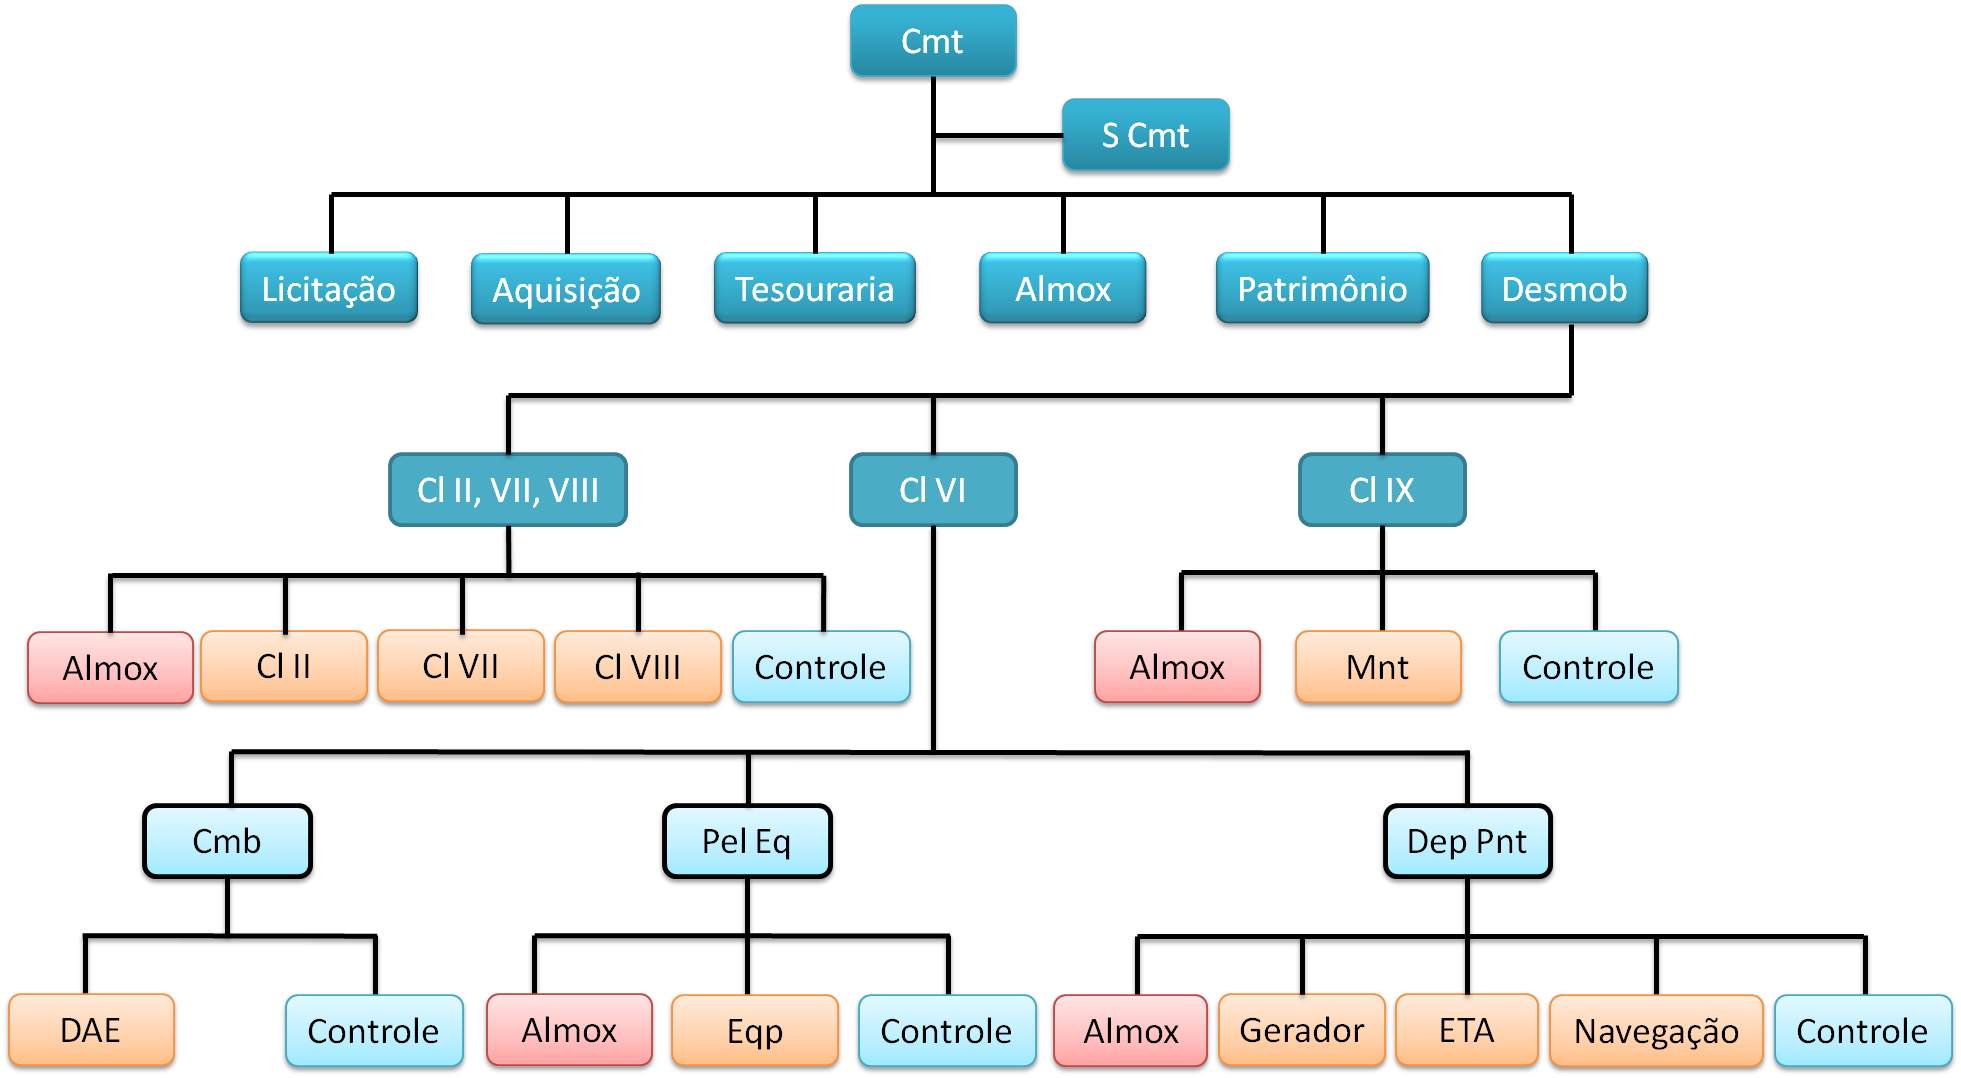 Cmt
S Cmt
Licitação
Aquisição
Tesouraria
Almox
Patrimônio
Desmob
Cl II, VII, VIII
Cl VI
Cl IX
Almox
Cl II
Cl VII
Cl VIII
Controle
Almox
Mnt
Controle
Cmb
Pel Eq
Dep Pnt
DAE
Controle
Almox
Eqp
Controle
Almox
Gerador
ETA
Navegação
Controle